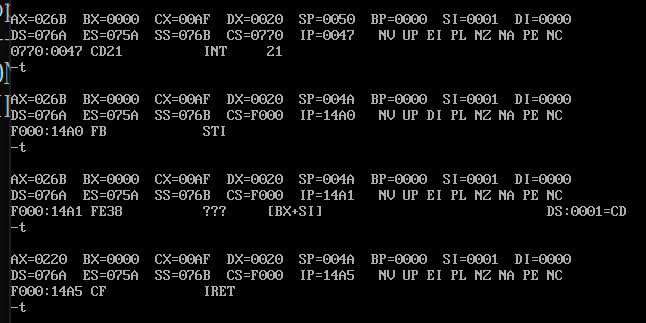 AX=026B BX=0000 CX=00AF DX=0020 SP=0050 BP=0000 SI=0001 DI=0000
DS=076A ES=075A SS=076B CS=0770 IP=0047 NV UP EI PL NZ NA PE NC
0770:0047 CD21 INT 21
-t
AX=026B BX=0000 CX=00AF DX=0020 SP=004A BP=0000 SI=0001 DI=0000
DS=076A ES=075A SS=076B CS=F000 IP=14A0 NV UP DI PL NZ NA PE NC
F000:14A0 FB STI
-t
AX=026B BX=0000 CX=00AF DX=0020 SP=004A BP=0000 SI=0001 DI=0000
DS=076A ES=075A SS=076B CS=F000 IP=14A1 NV UP EI PL NZ NA PE NC
F000:14A1 FE38 ??? [BX+SI] DS:0001=CD
-t
AX=0220 BX=0000 CX=00AF DX=0020 SP=004A BP=0000 SI=0001 DI=0000
DS=076A ES=075A SS=076B CS=F000 IP=14A5 NV UP EI PL NZ NA PE NC
F000:14A5 CF IRET
-t